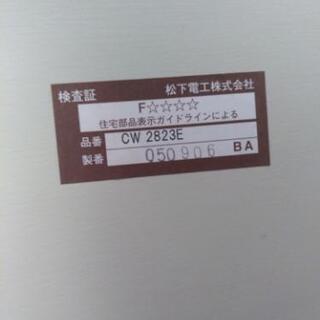 検査証 松下電工株式会社
F☆☆☆☆
住宅部品表示ガイドラインによる
品番 CW 2823E
製番 050906 BA